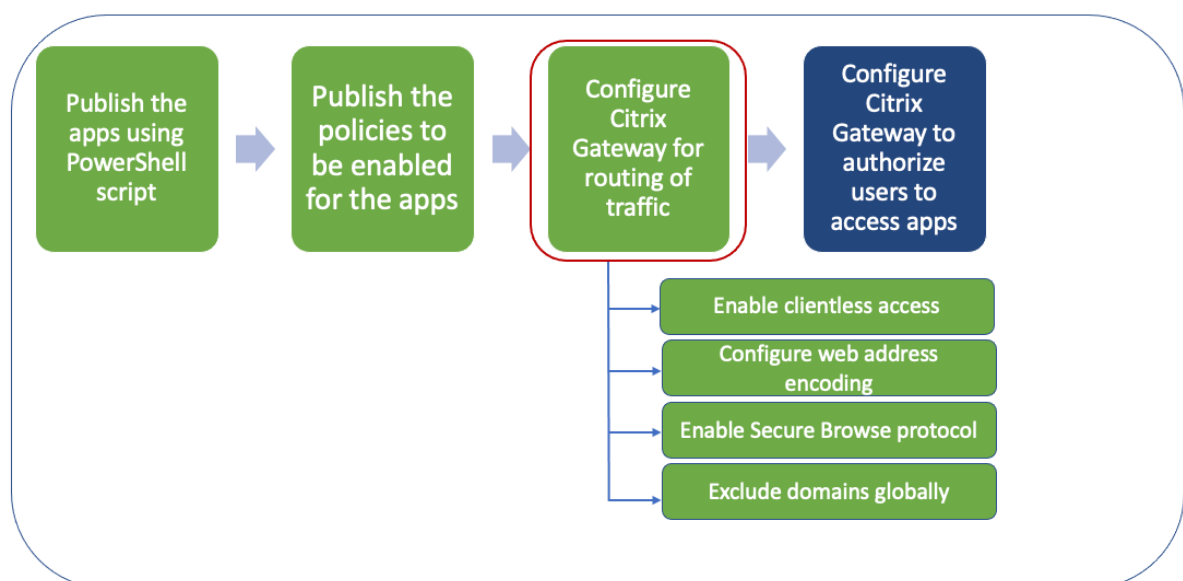 Publish the
apps using
PowerShell
script
Publish the
policies to
be enabled
for the apps
Configure
Citrix
Gateway for
routing of
traffic
Configure
Citrix
Gateway to
authorize
users to
access apps
Enable clientless access
Configure web address
encoding
Enable Secure Browse protocol
Exclude domains globally